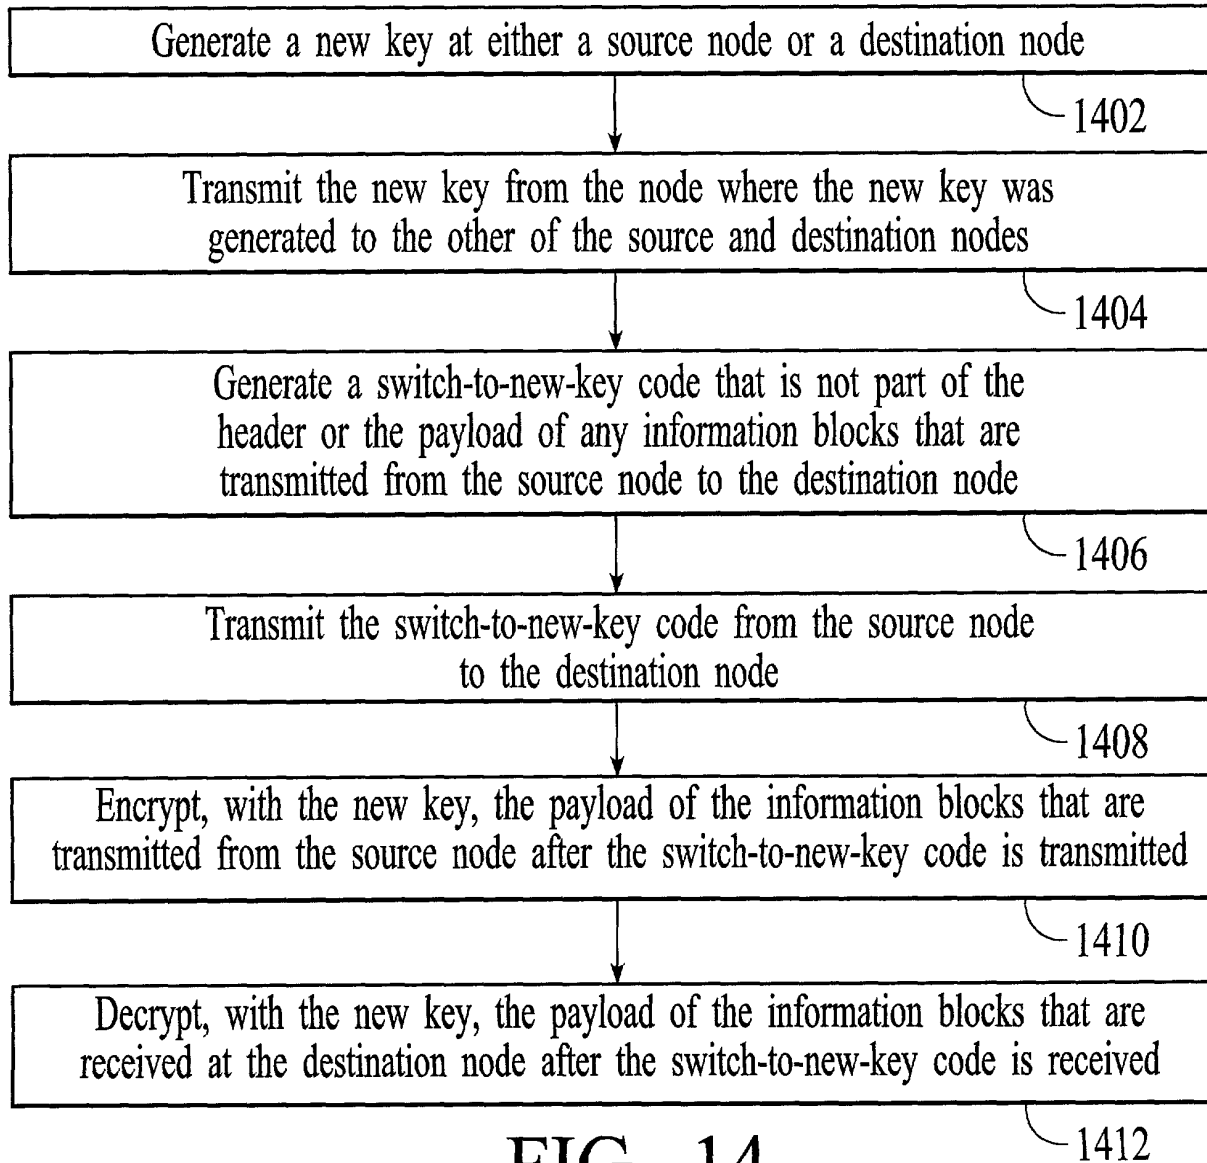 Generate a new key at either a source node or a destination node
1402
Transmit the new key from the node where the new key was
generated to the other of the source and destination nodes
1404
Generate a switch-to-new-key code that is not part of the
header or the payload of any information blocks that are
transmitted from the source node to the destination node
1406
Transmit the switch-to-new-key code from the source node
to the destination node
1408
Encrypt, with the new key, the payload of the information blocks that are
transmitted from the source node after the switch-to-new-key code is transmitted
1410
Decrypt, with the new key, the payload of the information blocks that are
received at the destination node after the switch-to-new-key code is received
1412
FIG. 14